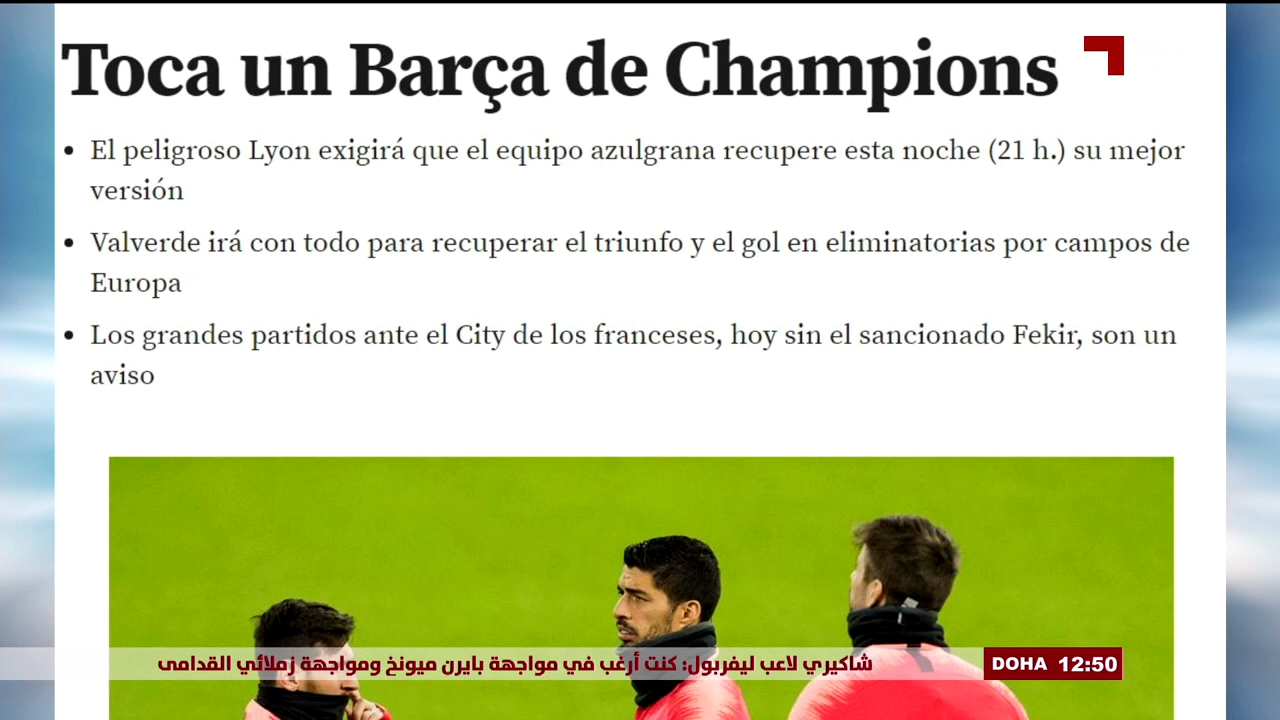 Toca un Barça de Champions
• El peligroso Lyon exigirá que el equipo azulgrana recupere esta noche (21 h.) su mejor
versión
• Valverde irá con todo para recuperar el triunfo y el gol en eliminatorias por campos de
Europa
• Los grandes partidos ante el City de los franceses, hoy sin el sancionado Fekir, son un
aviso
شاكيري لاعب ليفربول: كنت أرغب في مواجهة بايرن ميونخ ومواجهة زملائي القدامى
DOHA 12:50